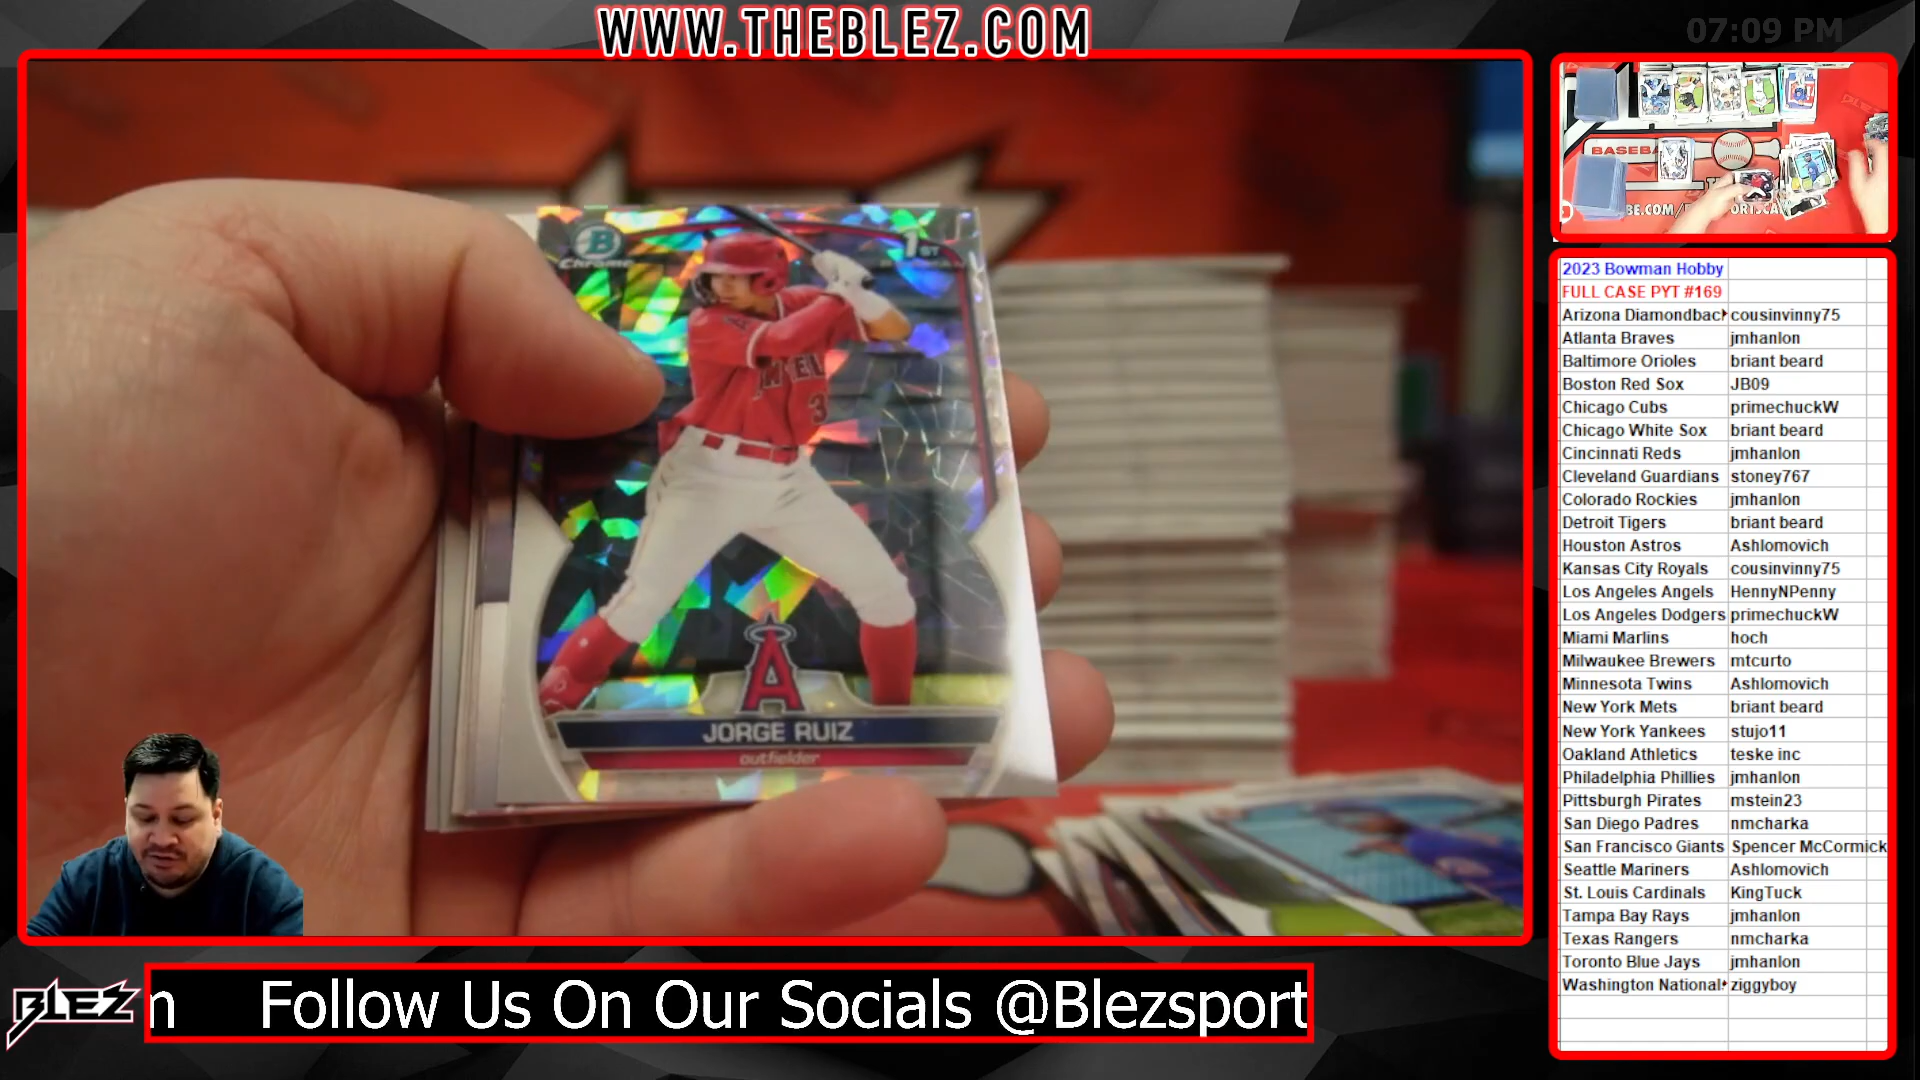 WWW.THEBLEZ.COM
07:09 PM
B
Chrome
1ST
3
A
JORGE RUIZ
outfielder
BASEB
BE.COM/
2023 Bowman Hobby
FULL CASE PYT #169
Arizona Diamondbac cousinvinny75
Atlanta Braves jmhanlon
Baltimore Orioles briant beard
Boston Red Sox JB09
Chicago Cubs primechuckW
Chicago White Sox briant beard
Cincinnati Reds jmhanlon
Cleveland Guardians stoney767
Colorado Rockies jmhanlon
Detroit Tigers briant beard
Houston Astros Ashlomovich
Kansas City Royals cousinvinny75
Los Angeles Angels HennyNPenny
Los Angeles Dodgers primechuckW
Miami Marlins hoch
Milwaukee Brewers mtcurto
Minnesota Twins Ashlomovich
New York Mets briant beard
New York Yankees stujo11
Oakland Athletics teske inc
Philadelphia Phillies jmhanlon
Pittsburgh Pirates mstein23
San Diego Padres nmcharka
San Francisco Giants Spencer McCormick
Seattle Mariners Ashlomovich
St. Louis Cardinals KingTuck
Tampa Bay Rays jmhanlon
Texas Rangers nmcharka
Toronto Blue Jays jmhanlon
Washington National ziggyboy
BLEZ
n Follow Us On Our Socials @Blezsport